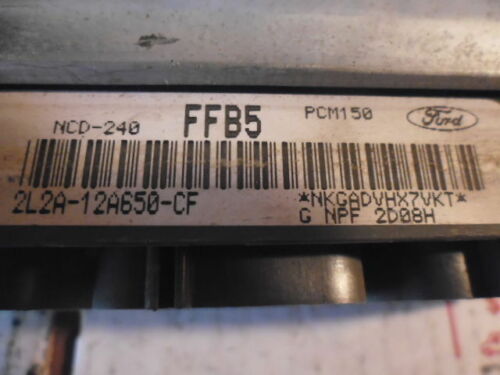 NCD-240 FFB5 PCM150 Ford
2L2A-12A650-CF *NKGADVHX7VKT*
G NPF 2D08H